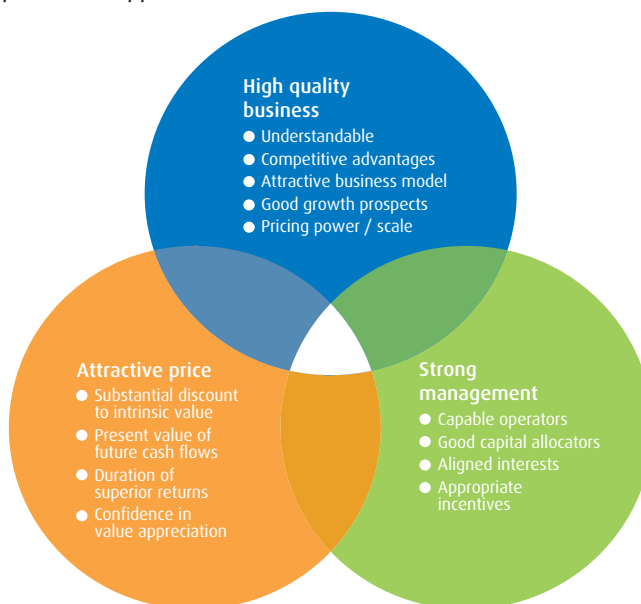 High quality
business
● Understandable
● Competitive advantages
● Attractive business model
● Good growth prospects
● Pricing power / scale
Attractive price
● Substantial discount
to intrinsic value
● Present value of
future cash flows
● Duration of
superior returns
● Confidence in
value appreciation
Strong
management
● Capable operators
● Good capital allocators
● Aligned interests
● Appropriate
incentives